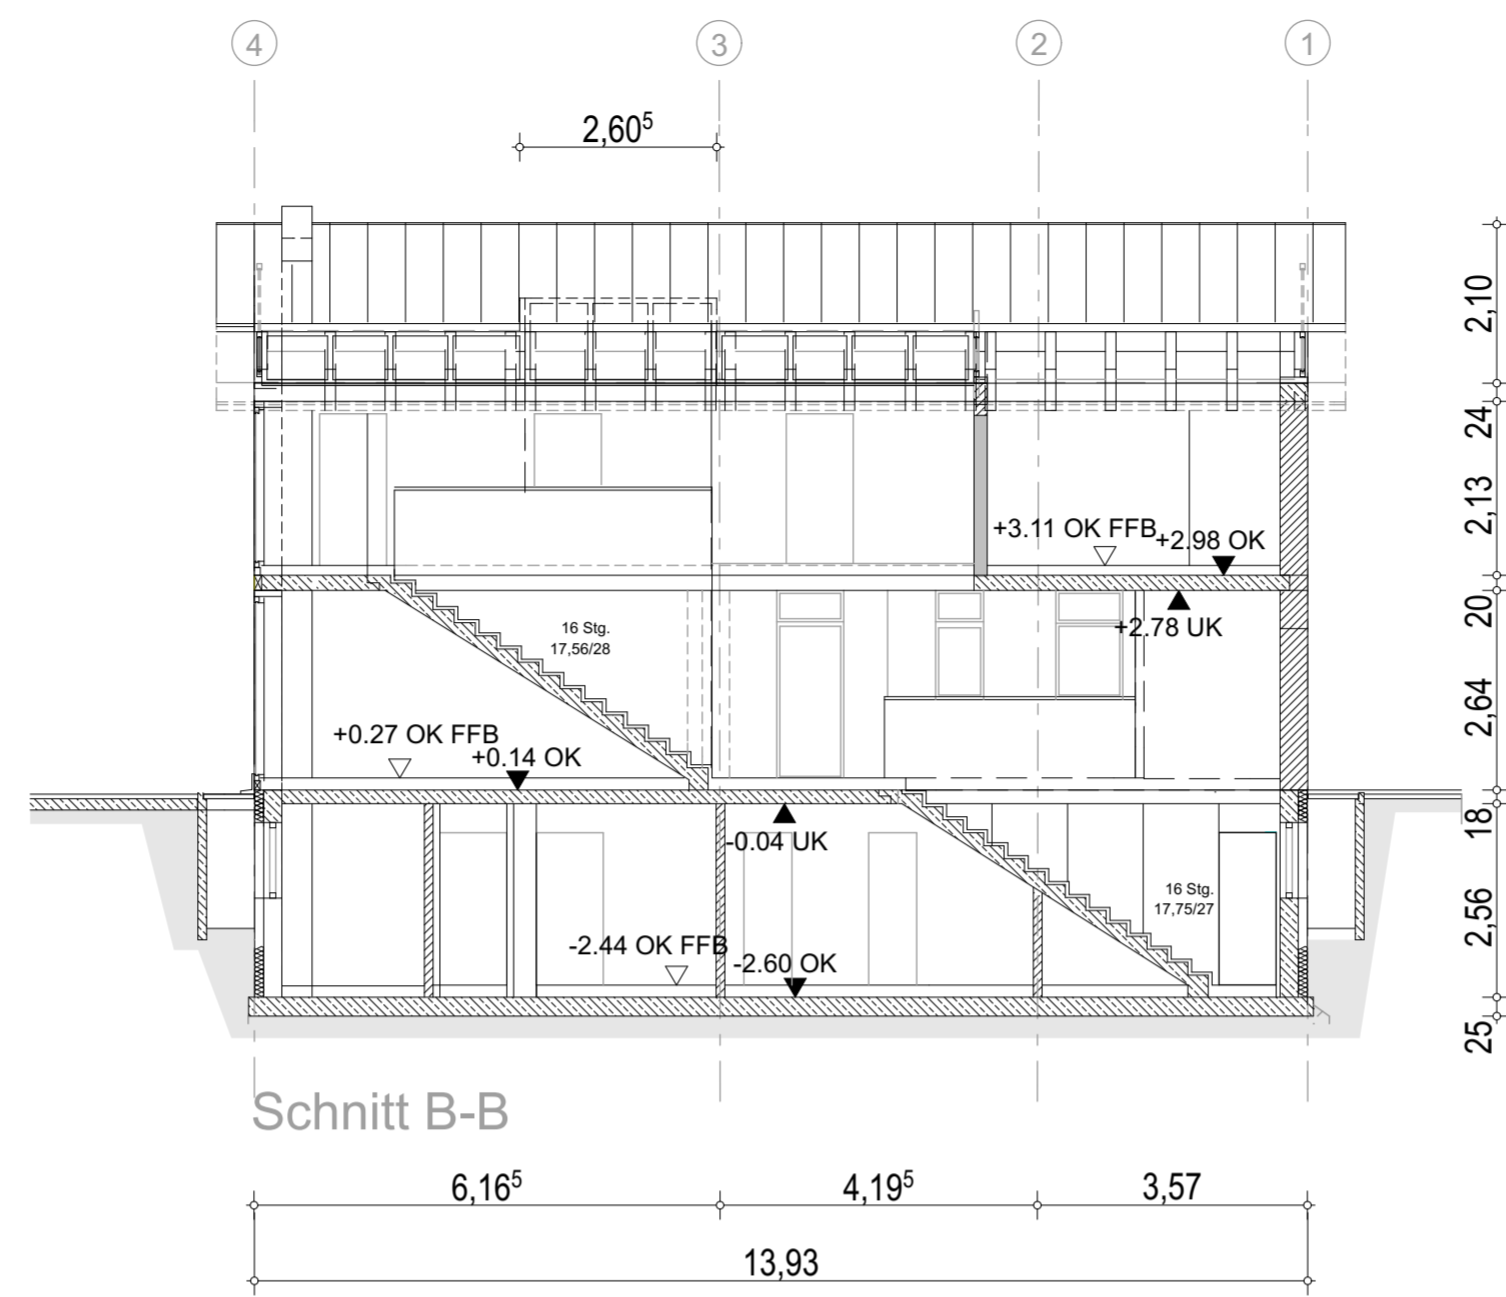 4 3 2 1
2,60⁵
2,10
24
2,13
+3.11 OK FFB
+2.98 OK
20
+2.78 UK
16 Stg.
17,56/28
2,64
+0.27 OK FFB
+0.14 OK
18
-0.04 UK
16 Stg.
17,75/27
2,56
-2.44 OK FFB
-2.60 OK
25
Schnitt B-B
6,16⁵ 4,19⁵ 3,57
13,93